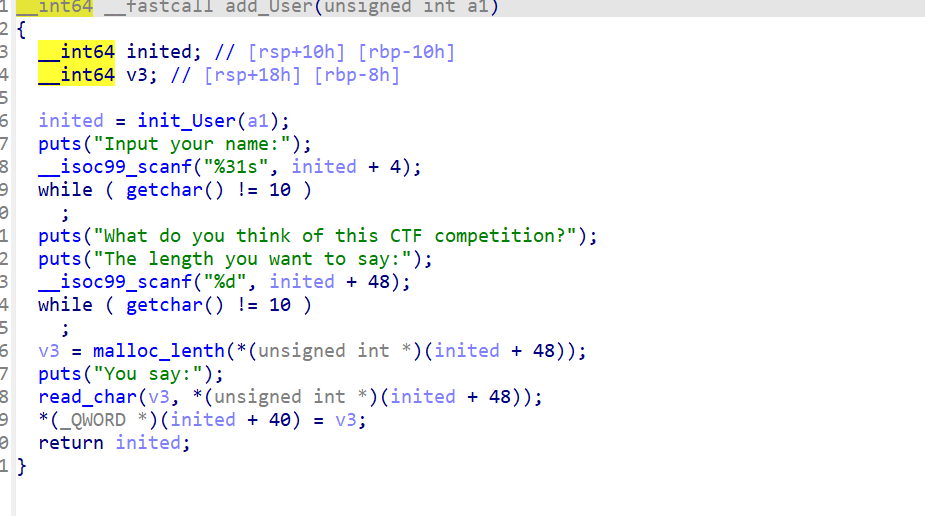 1 __int64 __fastcall add_User(unsigned int a1)
2 {
3 __int64 inited; // [rsp+10h] [rbp-10h]
4 __int64 v3; // [rsp+18h] [rbp-8h]
5
6 inited = init_User(a1);
7 puts("Input your name:");
8 __isoc99_scanf("%31s", inited + 4);
9 while ( getchar() != 10 )
0 ;
1 puts("What do you think of this CTF competition?");
2 puts("The length you want to say:");
3 __isoc99_scanf("%d", inited + 48);
4 while ( getchar() != 10 )
5 ;
6 v3 = malloc_lenth(*(unsigned int *)(inited + 48));
7 puts("You say:");
8 read_char(v3, *(unsigned int *)(inited + 48));
9 *(_QWORD *)(inited + 40) = v3;
0 return inited;
1 }